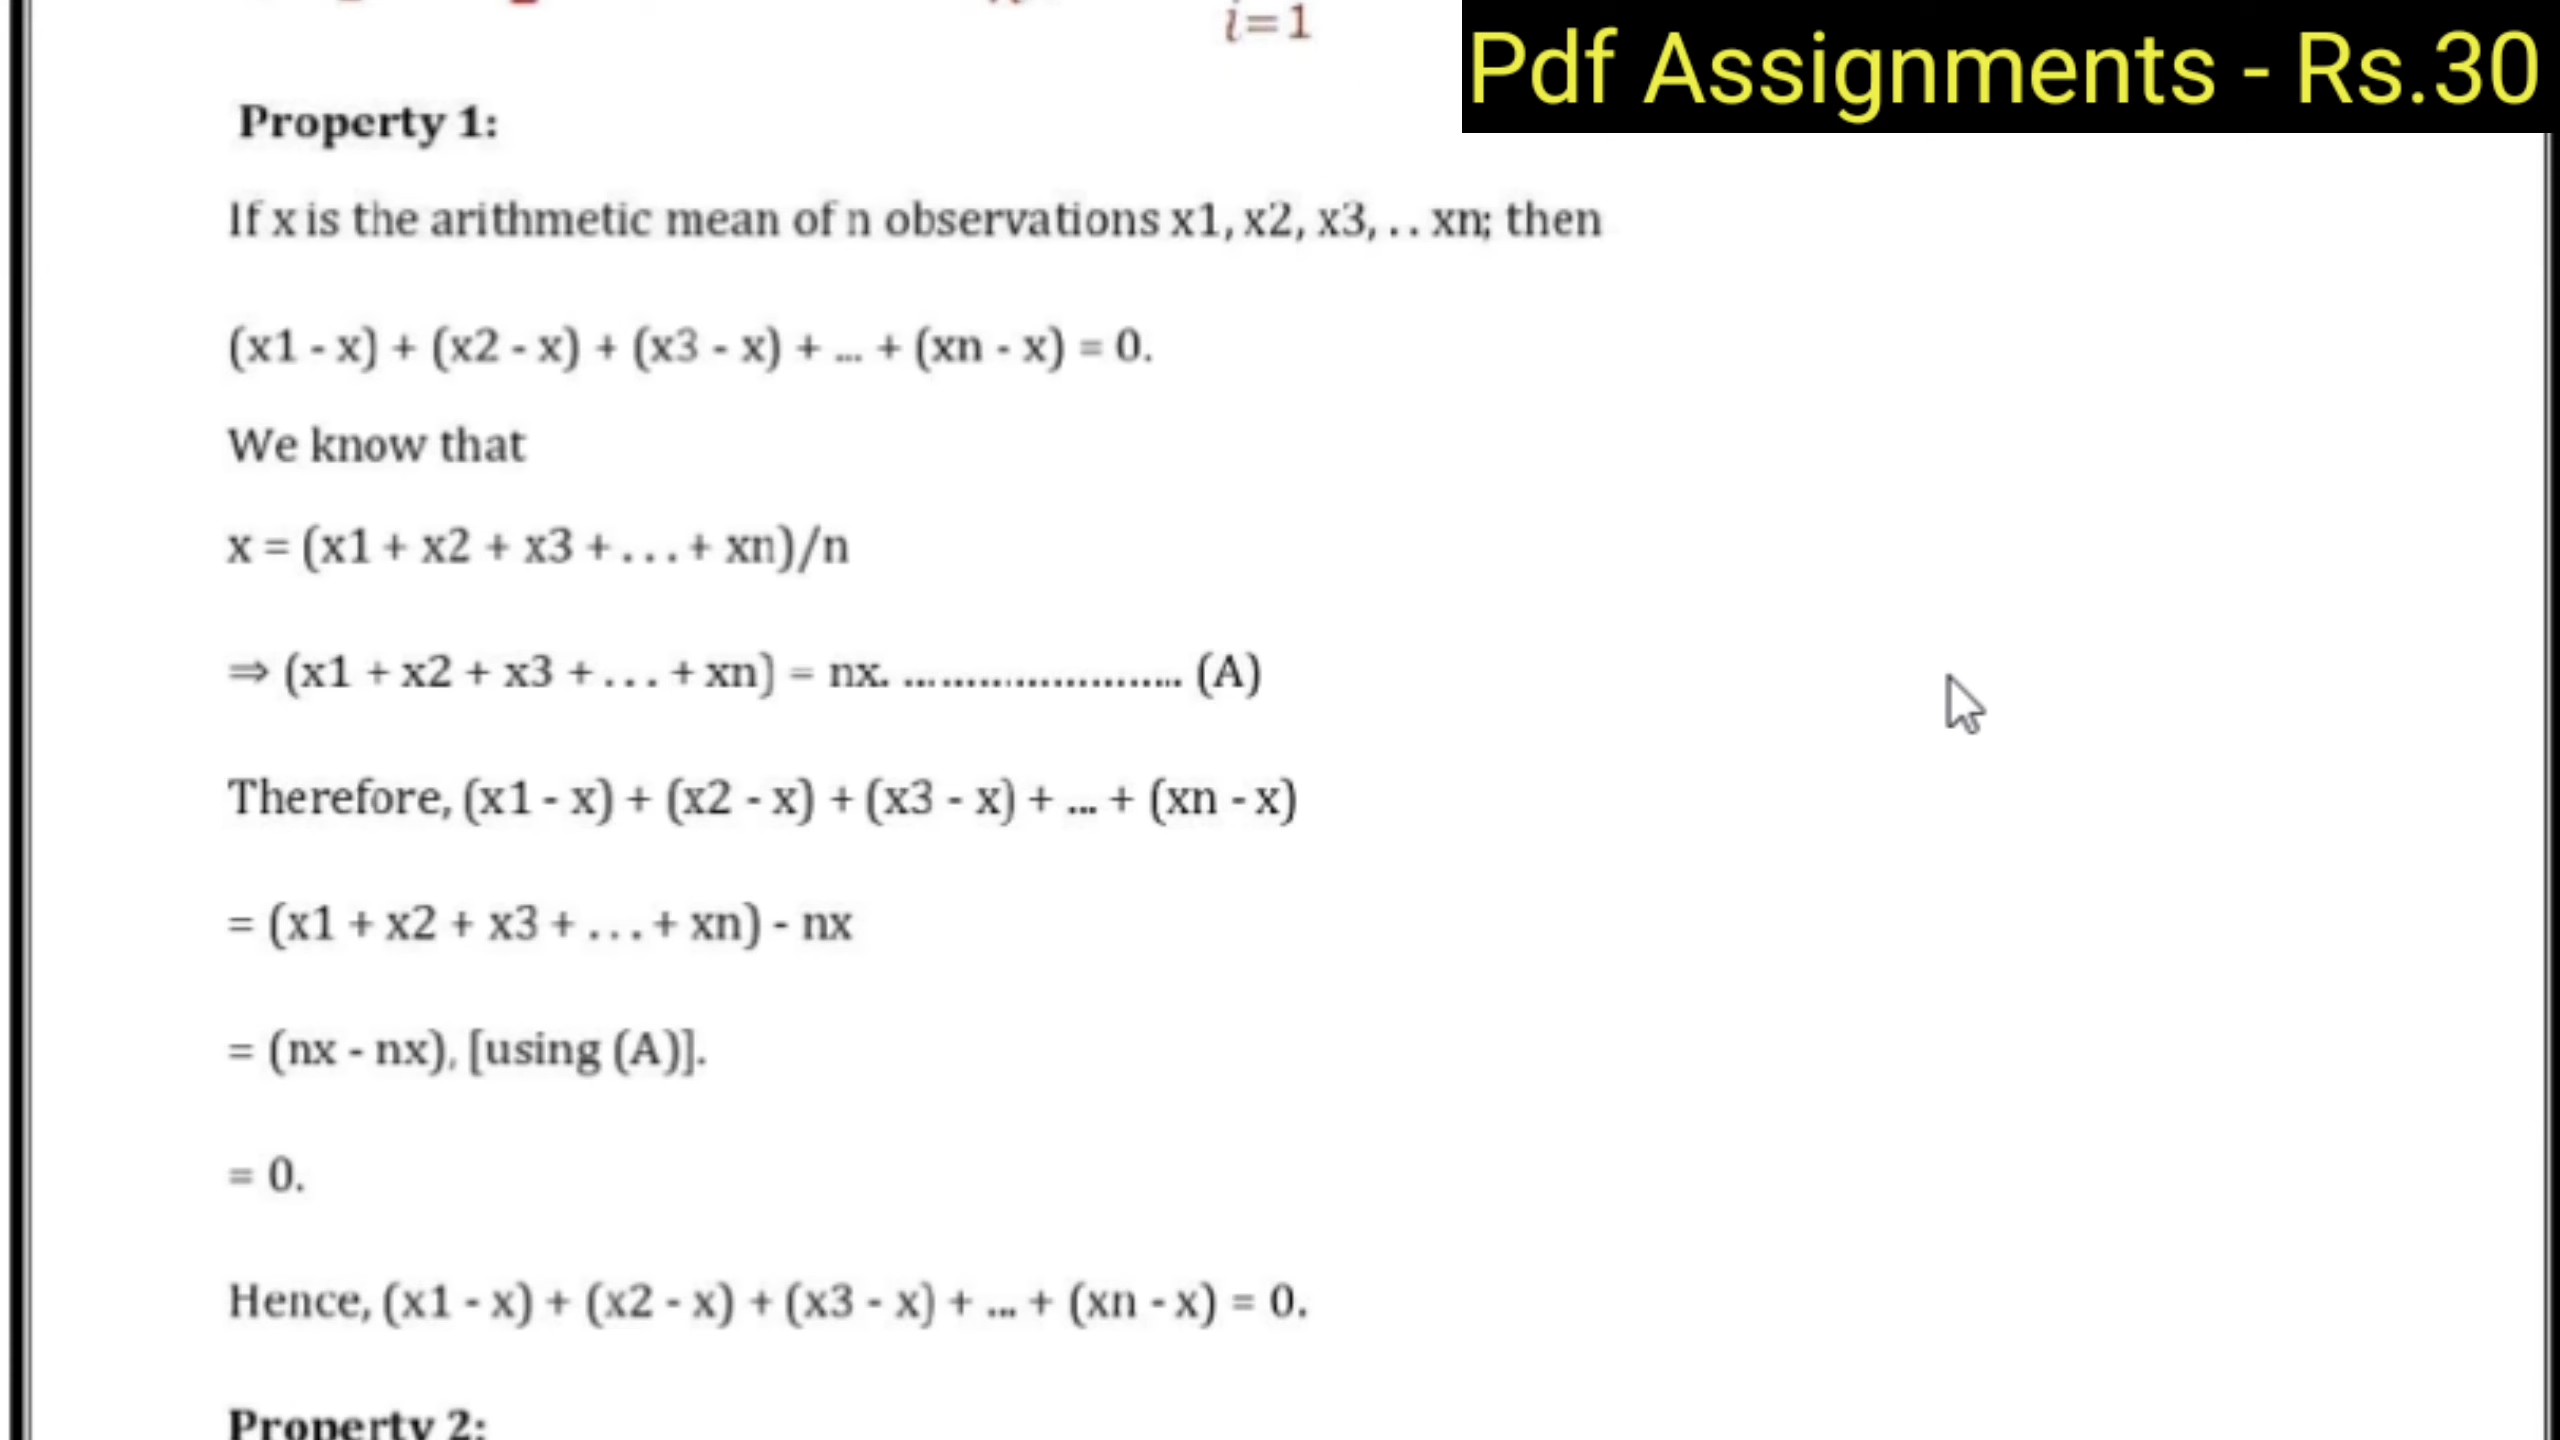 i=1
Pdf Assignments - Rs.30
Property 1:
If x is the arithmetic mean of n observations x1, x2, x3, . . xn; then
(x1 - x) + (x2 - x) + (x3 - x) + ... + (xn - x) = 0.
We know that
x = (x1 + x2 + x3 + . . . + xn)/n
⇒ (x1 + x2 + x3 + . . . + xn) = nx. ........................ (A)
Therefore, (x1 - x) + (x2 - x) + (x3 - x) + ... + (xn - x)
= (x1 + x2 + x3 + . . . + xn) - nx
= (nx - nx), [using (A)].
= 0.
Hence, (x1 - x) + (x2 - x) + (x3 - x) + ... + (xn - x) = 0.
Property 2: